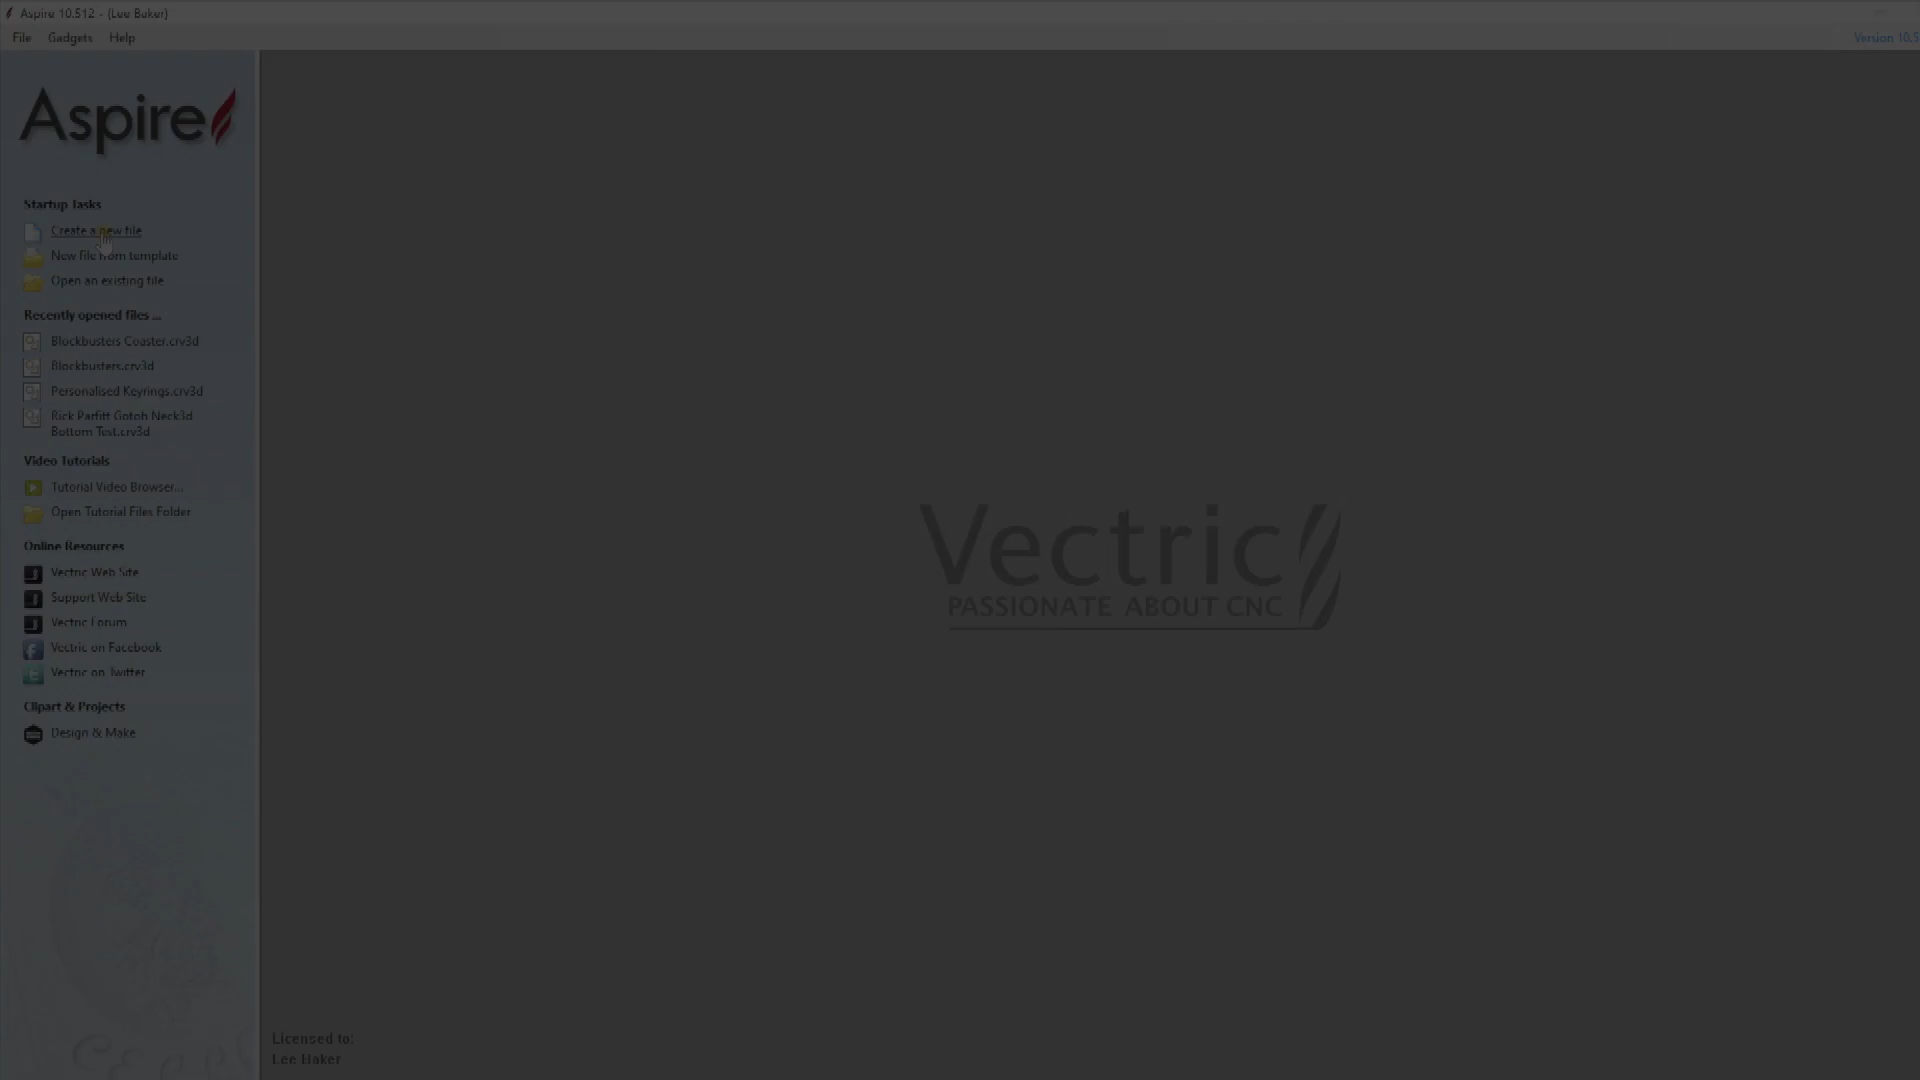 Aspire 10.512 - {Lee Baker}
File Gadgets Help
Version 10.5
Aspire
Startup Tasks
Create a new file
New file from template
Open an existing file
Recently opened files ...
Blockbusters Coaster.crv3d
Blockbusters.crv3d
Personalised Keyrings.crv3d
Rick Parfitt Gotoh Neck3d
Bottom Test.crv3d
Video Tutorials
Tutorial Video Browser...
Open Tutorial Files Folder
Online Resources
Vectric Web Site
Support Web Site
Vectric Forum
Vectric on Facebook
Vectric on Twitter
Clipart & Projects
Design & Make
Vectric
PASSIONATE ABOUT CNC
Licensed to:
Lee Baker